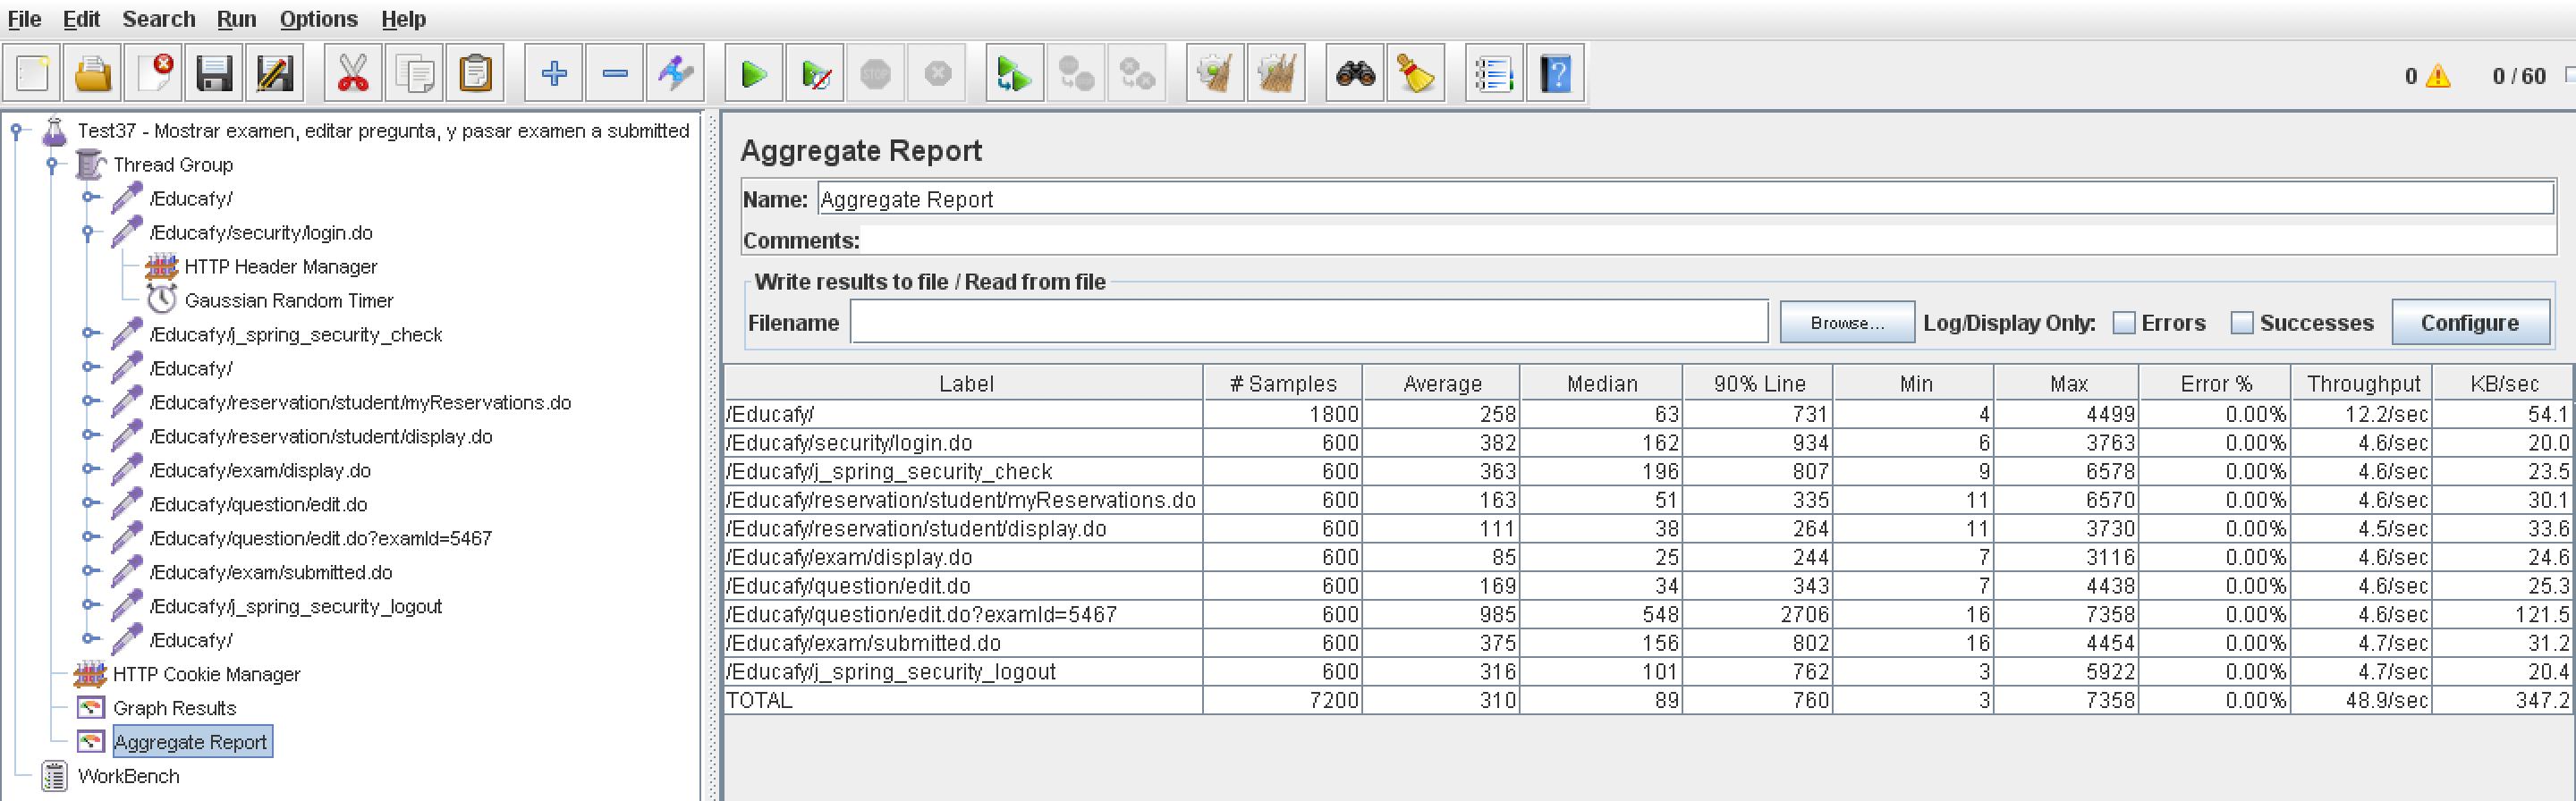 File Edit Search Run Options Help
STOP
0 0 / 60
Test37 - Mostrar examen, editar pregunta, y pasar examen a submitted
Thread Group
/Educafy/
/Educafy/security/login.do
HTTP Header Manager
Gaussian Random Timer
/Educafy/j_spring_security_check
/Educafy/
/Educafy/reservation/student/myReservations.do
/Educafy/reservation/student/display.do
/Educafy/exam/display.do
/Educafy/question/edit.do
/Educafy/question/edit.do?examId=5467
/Educafy/exam/submitted.do
/Educafy/j_spring_security_logout
/Educafy/
HTTP Cookie Manager
Graph Results
Aggregate Report
WorkBench
Aggregate Report
Name: Aggregate Report
Comments:
Write results to file / Read from file
Filename Browse... Log/Display Only: Errors Successes Configure
Label # Samples Average Median 90% Line Min Max Error % Throughput KB/sec
/Educafy/ 1800 258 63 731 4 4499 0.00% 12.2/sec 54.1
/Educafy/security/login.do 600 382 162 934 6 3763 0.00% 4.6/sec 20.0
/Educafy/j_spring_security_check 600 363 196 807 9 6578 0.00% 4.6/sec 23.5
/Educafy/reservation/student/myReservations.do 600 163 51 335 11 6570 0.00% 4.6/sec 30.1
/Educafy/reservation/student/display.do 600 111 38 264 11 3730 0.00% 4.5/sec 33.6
/Educafy/exam/display.do 600 85 25 244 7 3116 0.00% 4.6/sec 24.6
/Educafy/question/edit.do 600 169 34 343 7 4438 0.00% 4.6/sec 25.3
/Educafy/question/edit.do?examId=5467 600 985 548 2706 16 7358 0.00% 4.6/sec 121.5
/Educafy/exam/submitted.do 600 375 156 802 16 4454 0.00% 4.7/sec 31.2
/Educafy/j_spring_security_logout 600 316 101 762 3 5922 0.00% 4.7/sec 20.4
TOTAL 7200 310 89 760 3 7358 0.00% 48.9/sec 347.2